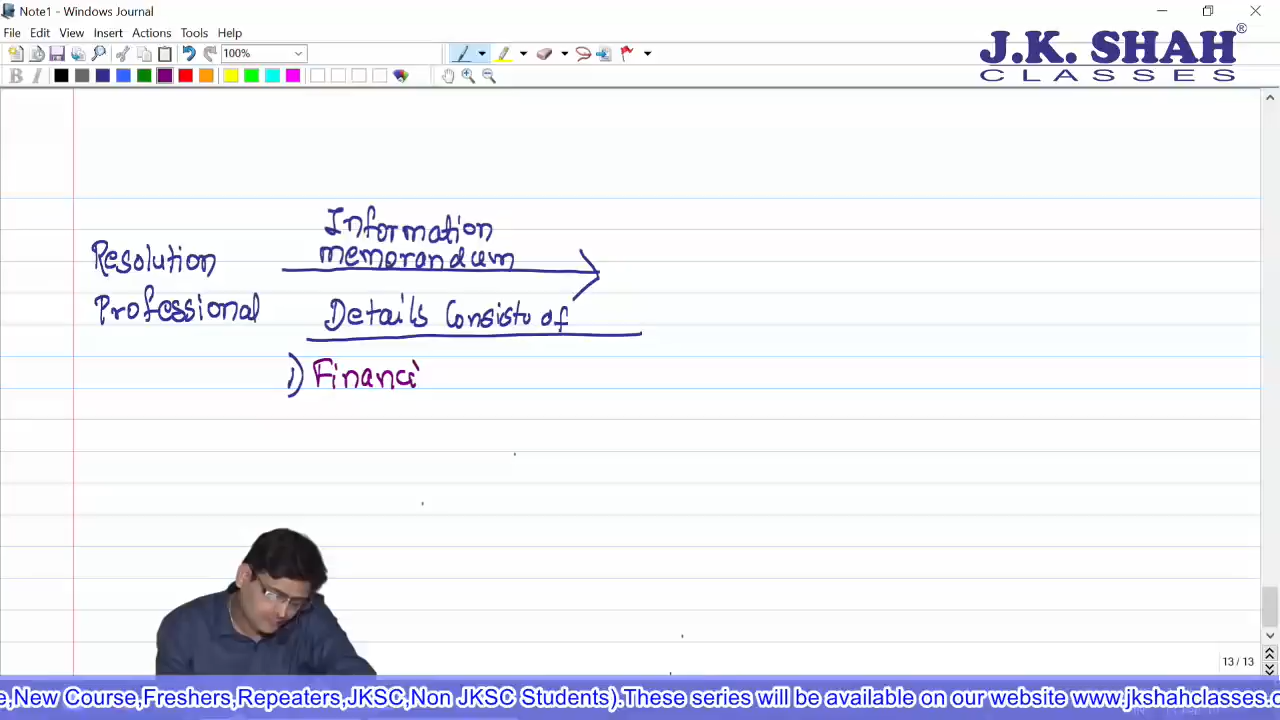 Note1 - Windows Journal
File Edit View Insert Actions Tools Help
100%
B I
J.K. SHAH®
CLASSES
Information
memorandum
Resolution
Professional
Details Consists of
1) Financi
13 / 13
e,New Course,Freshers,Repeaters,JKSC,Non JKSC Students).These series will be available on our website www.jkshahclasses.c